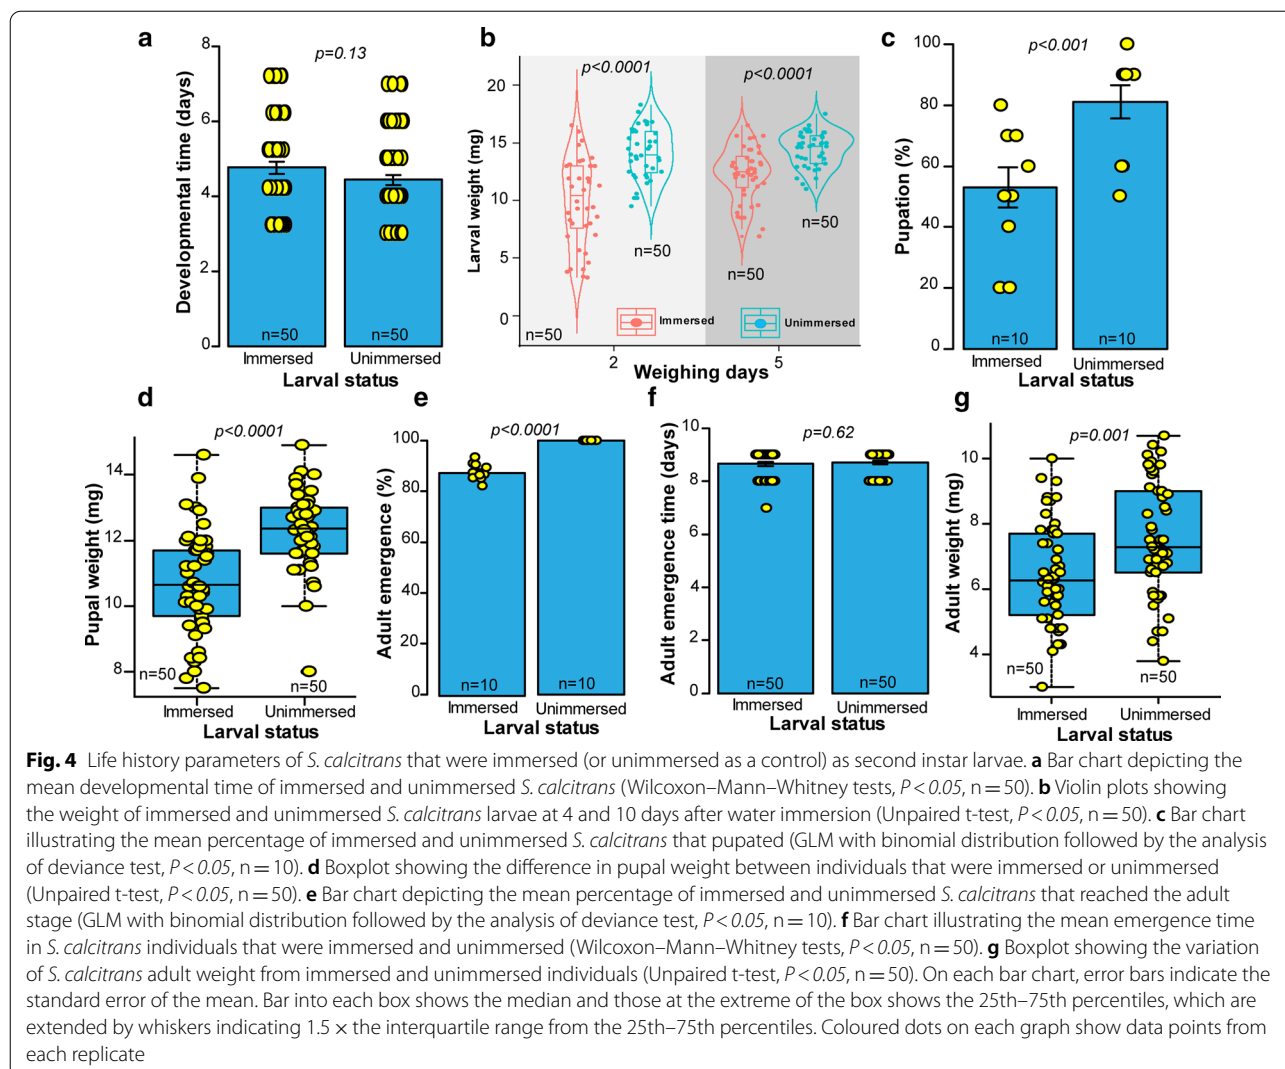 a
8
6
4
2
0
Developmental time (days)
p=0.13
n=50
n=50
Immersed
Unimmersed
Larval status
b
20
15
10
5
0
Larval weight (mg)
p<0.0001
p<0.0001
n=50
n=50
n=50
n=50
Immersed
Unimmersed
2
5
Weighing days
c
100
80
60
40
20
0
Pupation (%)
p<0.001
n=10
n=10
Immersed
Unimmersed
Larval status
d
14
12
10
8
Pupal weight (mg)
p<0.0001
n=50
n=50
Immersed
Unimmersed
Larval status
e
100
80
60
40
20
0
Adult emergence (%)
p<0.0001
n=10
n=10
Immersed
Unimmersed
Larval status
f
10
8
6
4
2
0
Adult emergence time (days)
p=0.62
n=50
n=50
Immersed
Unimmersed
Larval status
g
10
8
6
4
Adult weight (mg)
p=0.001
n=50
n=50
Immersed
Unimmersed
Larval status
Fig. 4 Life history parameters of S. calcitrans that were immersed (or unimmersed as a control) as second instar larvae. a Bar chart depicting the
mean developmental time of immersed and unimmersed S. calcitrans (Wilcoxon–Mann–Whitney tests, P < 0.05, n = 50). b Violin plots showing
the weight of immersed and unimmersed S. calcitrans larvae at 4 and 10 days after water immersion (Unpaired t-test, P < 0.05, n = 50). c Bar chart
illustrating the mean percentage of immersed and unimmersed S. calcitrans that pupated (GLM with binomial distribution followed by the analysis
of deviance test, P < 0.05, n = 10). d Boxplot showing the difference in pupal weight between individuals that were immersed or unimmersed
(Unpaired t-test, P < 0.05, n = 50). e Bar chart depicting the mean percentage of immersed and unimmersed S. calcitrans that reached the adult
stage (GLM with binomial distribution followed by the analysis of deviance test, P < 0.05, n = 10). f Bar chart illustrating the mean emergence time
in S. calcitrans individuals that were immersed and unimmersed (Wilcoxon–Mann–Whitney tests, P < 0.05, n = 50). g Boxplot showing the variation
of S. calcitrans adult weight from immersed and unimmersed individuals (Unpaired t-test, P < 0.05, n = 50). On each bar chart, error bars indicate the
standard error of the mean. Bar into each box shows the median and those at the extreme of the box shows the 25th–75th percentiles, which are
extended by whiskers indicating 1.5 × the interquartile range from the 25th–75th percentiles. Coloured dots on each graph show data points from
each replicate